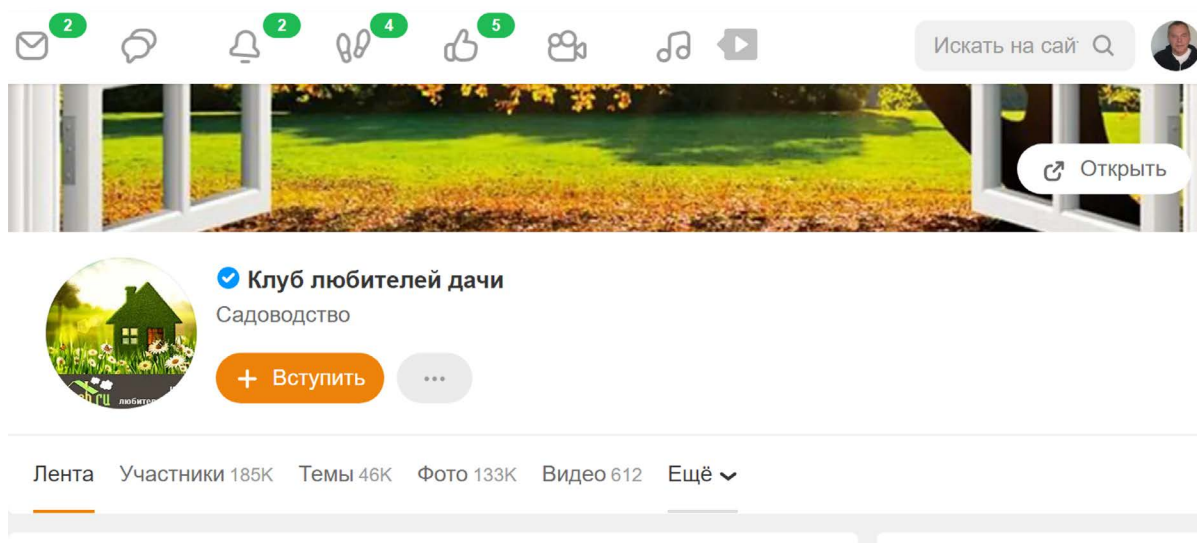 2 2 4 5
Искать на сай
Открыть
Клуб любителей дачи
Садоводство
+ Вступить
...
Лента Участники 185K Темы 46K Фото 133K Видео 612 Ещё